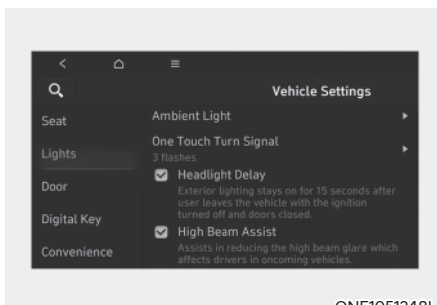 Vehicle Settings
Seat
Lights
Door
Digital Key
Convenience
Ambient Light
One Touch Turn Signal
3 flashes
Headlight Delay
Exterior lighting stays on for 15 seconds after
user leaves the vehicle with the ignition
turned off and doors closed.
High Beam Assist
Assists in reducing the high beam glare which
affects drivers in oncoming vehicles.